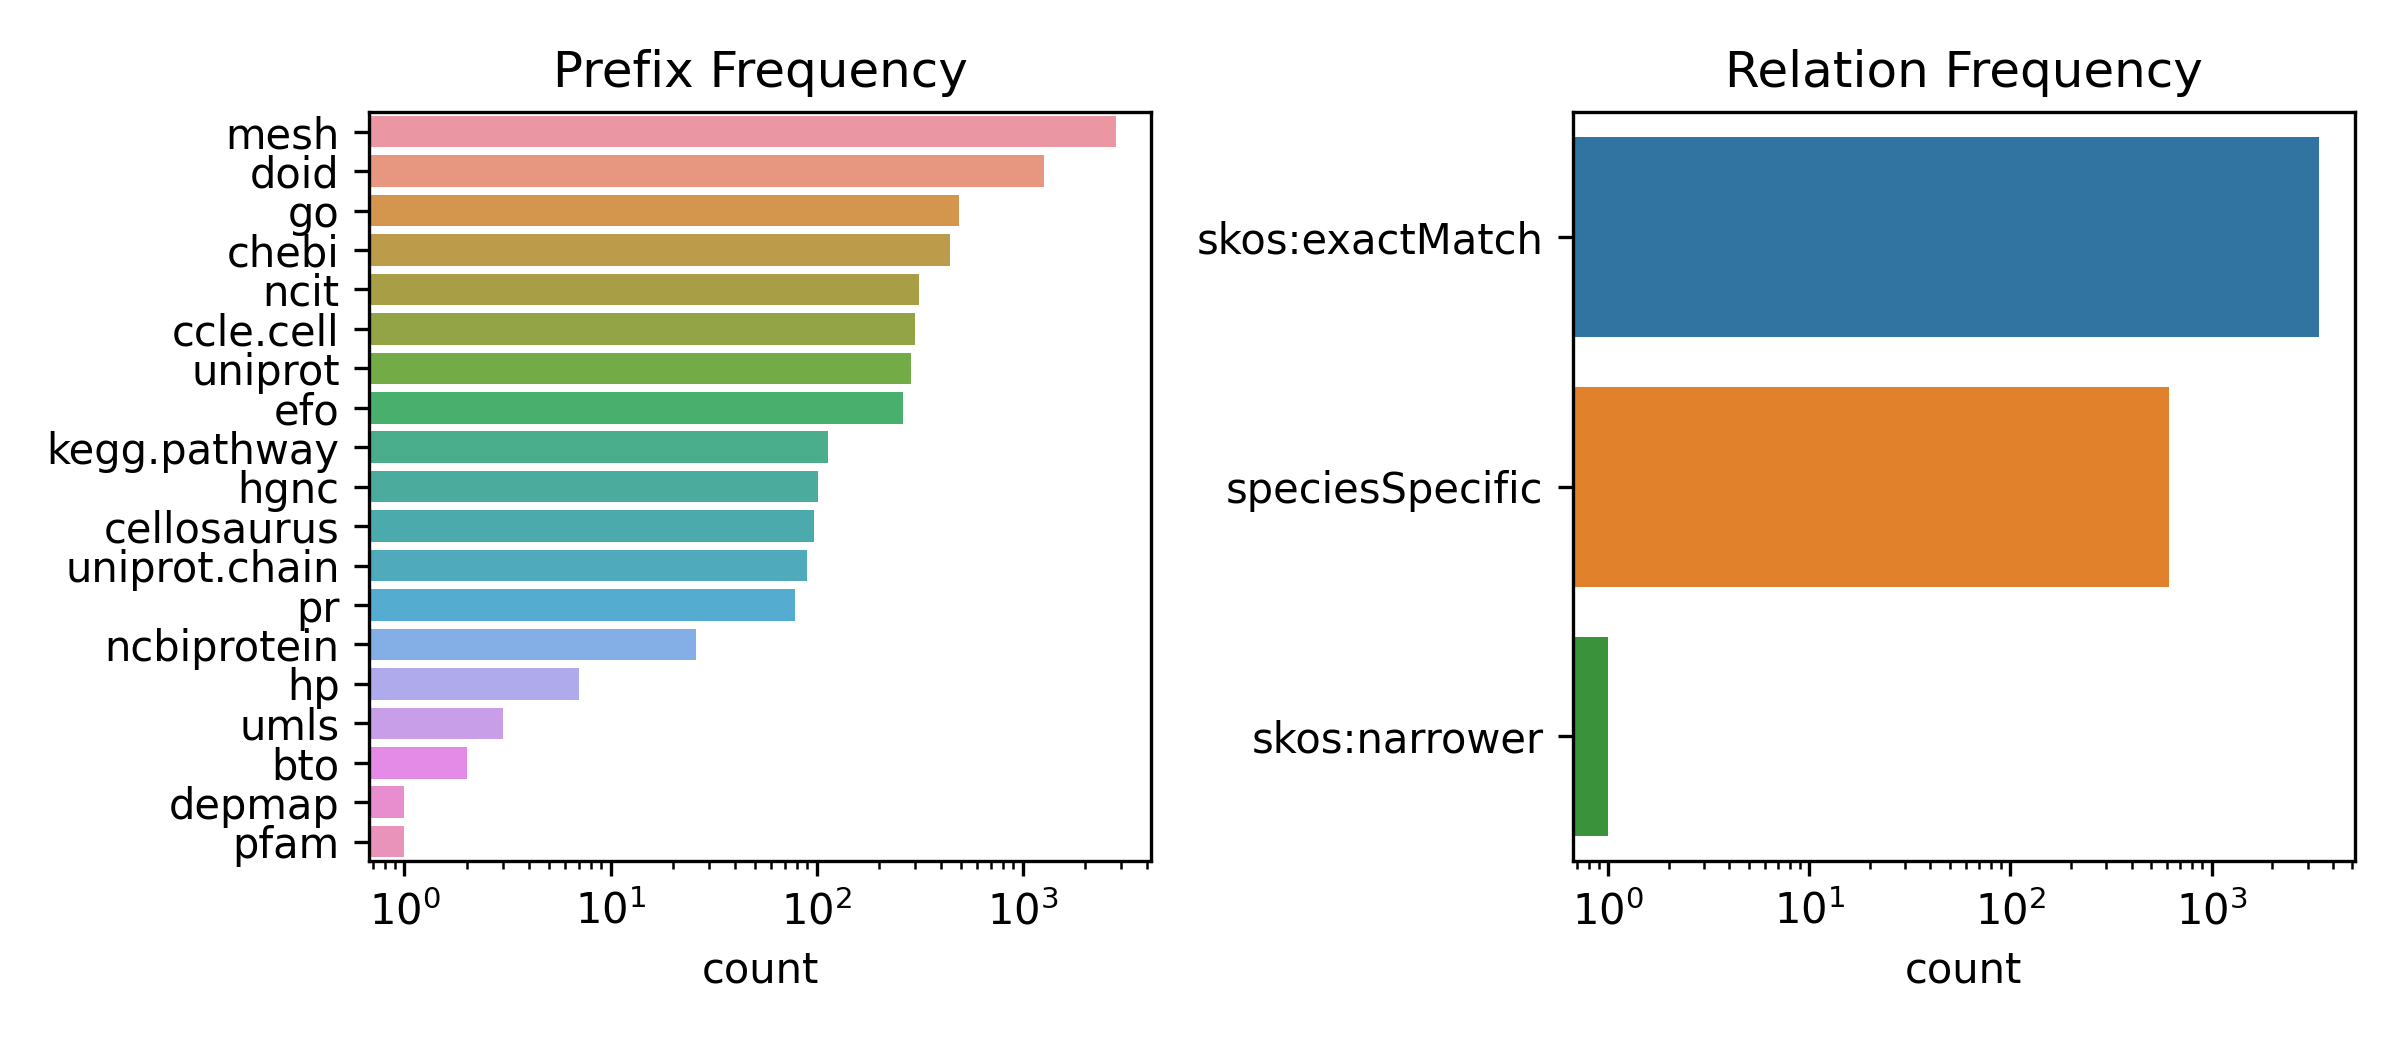 Prefix Frequency
mesh
doid
go
chebi
ncit
ccle.cell
uniprot
efo
kegg.pathway
hgnc
cellosaurus
uniprot.chain
pr
ncbiprotein
hp
umls
bto
depmap
pfam
10⁰ 10¹ 10² 10³
count
Relation Frequency
skos:exactMatch
speciesSpecific
skos:narrower
10⁰ 10¹ 10² 10³
count